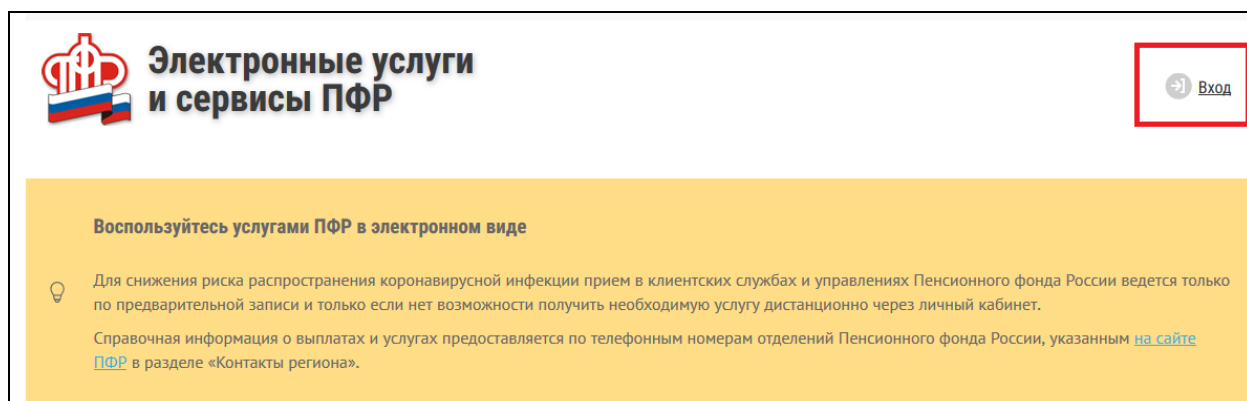 Электронные услуги
и сервисы ПФР
Вход
Воспользуйтесь услугами ПФР в электронном виде
Для снижения риска распространения коронавирусной инфекции прием в клиентских службах и управлениях Пенсионного фонда России ведется только
по предварительной записи и только если нет возможности получить необходимую услугу дистанционно через личный кабинет.
Справочная информация о выплатах и услугах предоставляется по телефонным номерам отделений Пенсионного фонда России, указанным на сайте
ПФР в разделе «Контакты региона».